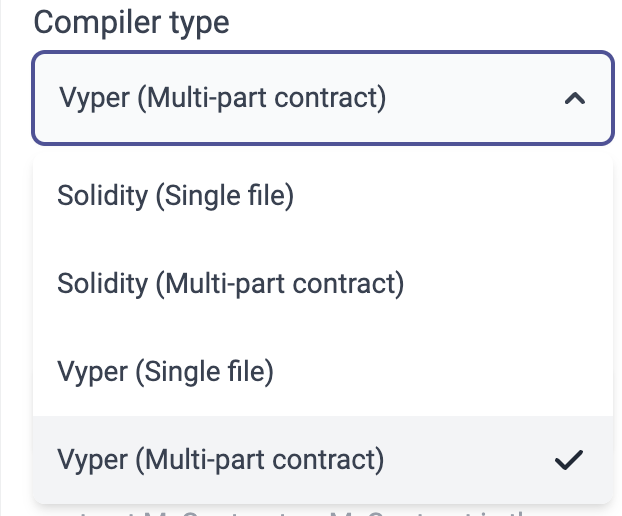 Compiler type
Vyper (Multi-part contract)
Solidity (Single file)
Solidity (Multi-part contract)
Vyper (Single file)
Vyper (Multi-part contract)